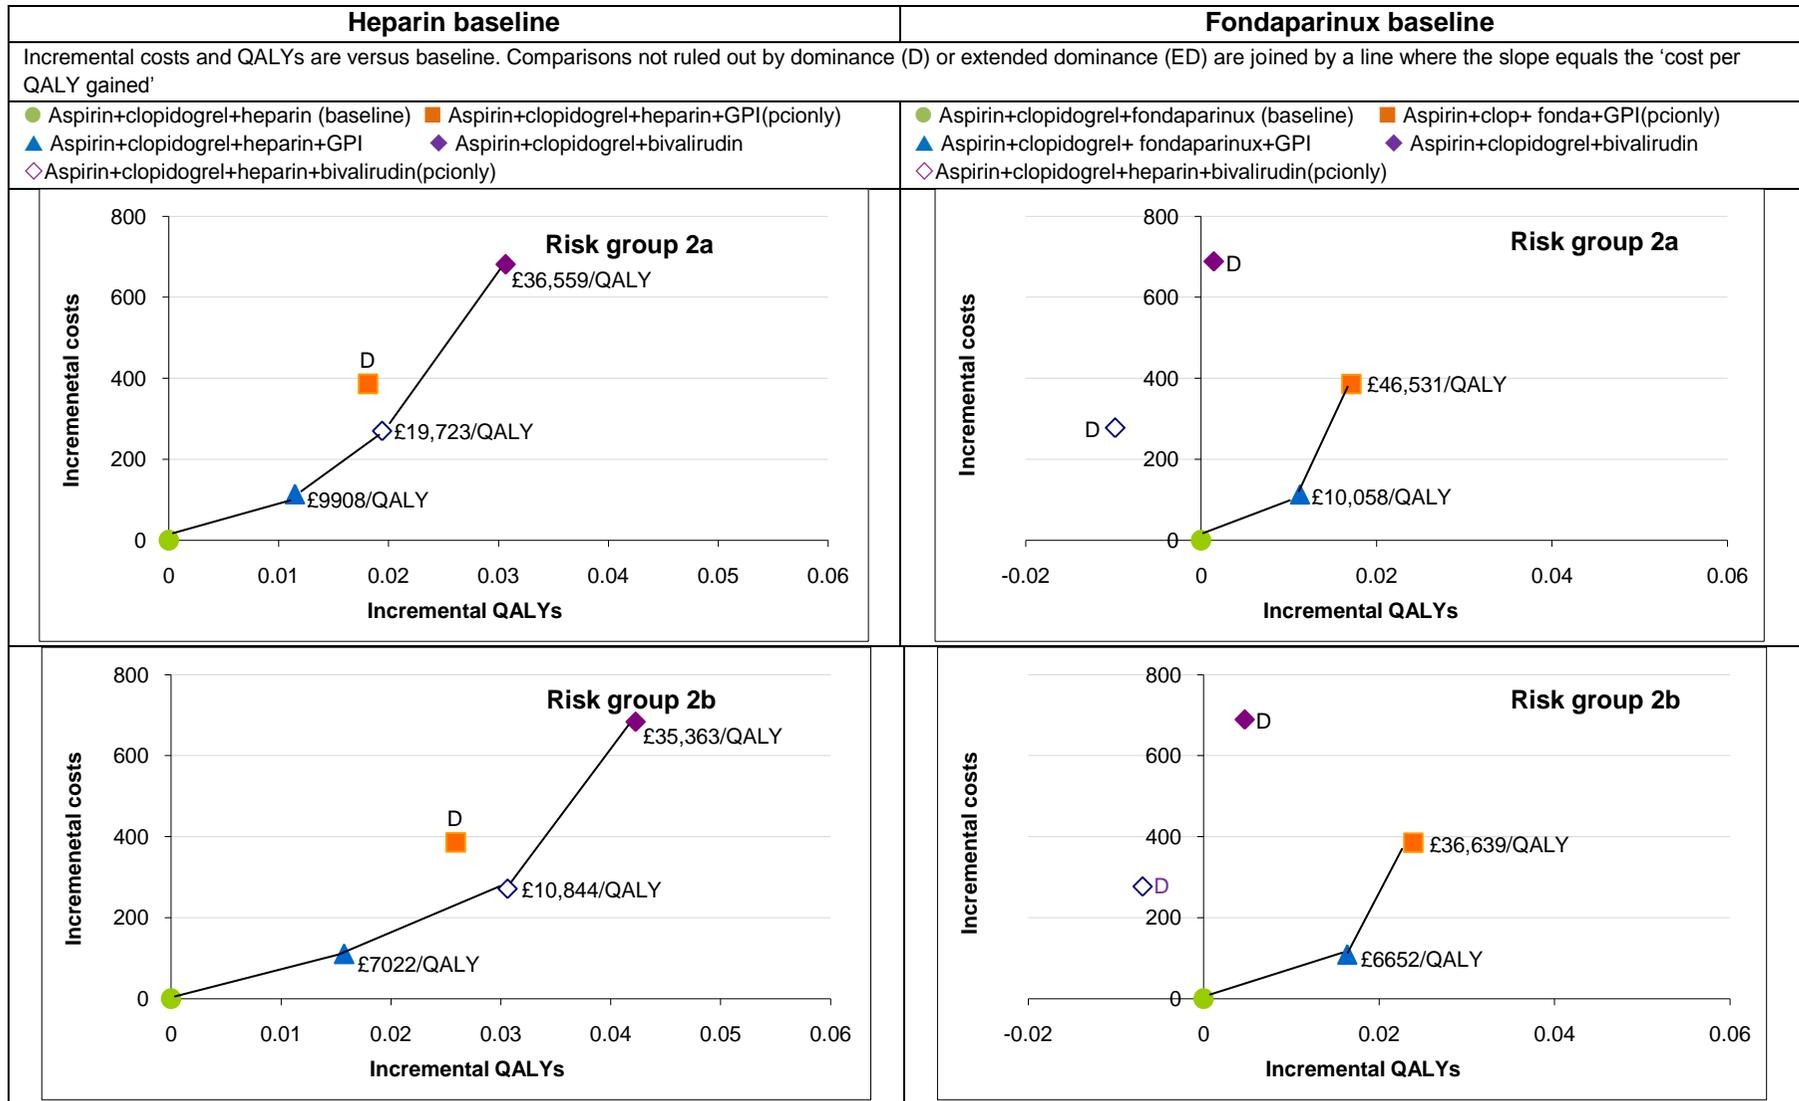 Heparin baseline
Fondaparinux baseline
Incremental costs and QALYs are versus baseline. Comparisons not ruled out by dominance (D) or extended dominance (ED) are joined by a line where the slope equals the ‘cost per
QALY gained’
Aspirin+clopidogrel+heparin (baseline) Aspirin+clopidogrel+heparin+GPI(pcionly)
Aspirin+clopidogrel+heparin+GPI Aspirin+clopidogrel+bivalirudin
Aspirin+clopidogrel+heparin+bivalirudin(pcionly)
Aspirin+clopidogrel+fondaparinux (baseline) Aspirin+clop+ fonda+GPI(pcionly)
Aspirin+clopidogrel+ fondaparinux+GPI Aspirin+clopidogrel+bivalirudin
Aspirin+clopidogrel+heparin+bivalirudin(pcionly)
Risk group 2a
Incremenetal costs
800
600
400
200
0
£36,559/QALY
D
£19,723/QALY
£9908/QALY
0 0.01 0.02 0.03 0.04 0.05 0.06
Incremental QALYs
Risk group 2a
Incremental costs
800
600
400
200
0
D
£46,531/QALY
D
£10,058/QALY
-0.02 0 0.02 0.04 0.06
Incremental QALYs
Risk group 2b
Incremenetal costs
800
600
400
200
0
£35,363/QALY
D
£10,844/QALY
£7022/QALY
0 0.01 0.02 0.03 0.04 0.05 0.06
Incremental QALYs
Risk group 2b
Incremental costs
800
600
400
200
0
D
£36,639/QALY
D
£6652/QALY
-0.02 0 0.02 0.04 0.06
Incremental QALYs